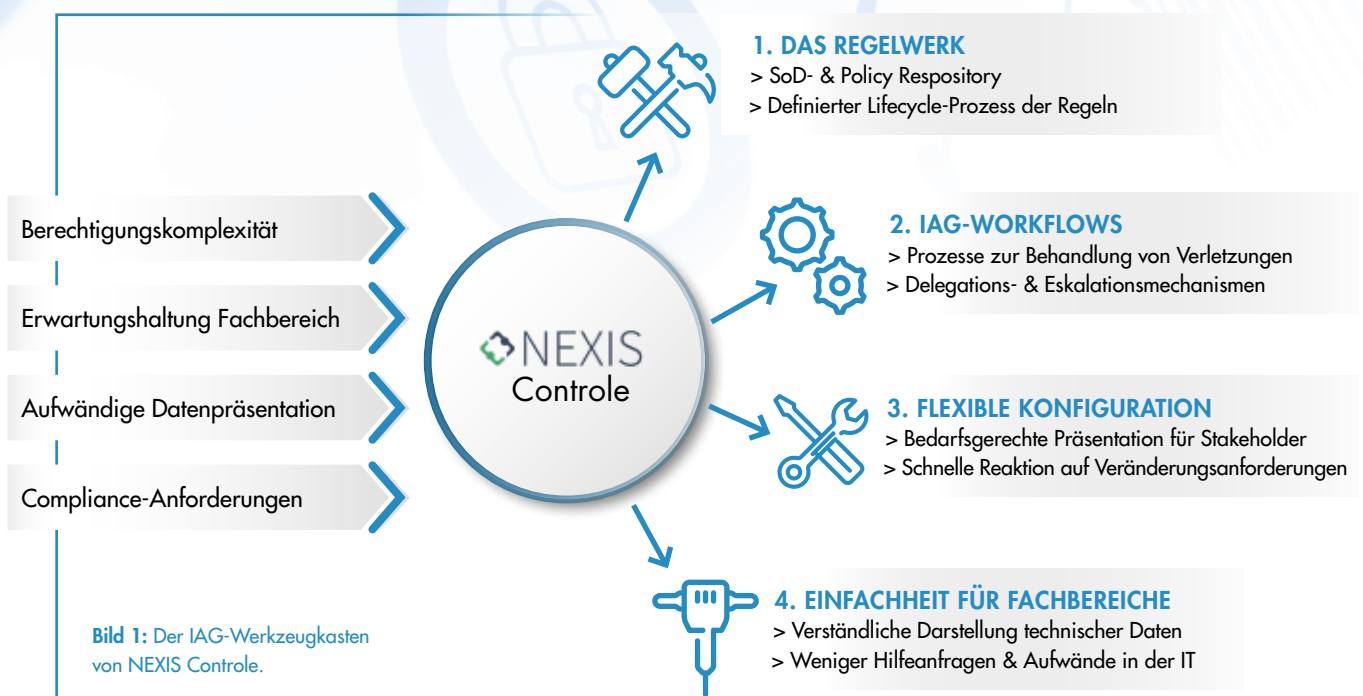 1. DAS REGELWERK
> SoD- & Policy Respository
> Definierter Lifecycle-Prozess der Regeln
Berechtigungskomplexität
Erwartungshaltung Fachbereich
Aufwändige Datenpräsentation
Compliance-Anforderungen
NEXIS
Controle
2. IAG-WORKFLOWS
> Prozesse zur Behandlung von Verletzungen
> Delegations- & Eskalationsmechanismen
3. FLEXIBLE KONFIGURATION
> Bedarfsgerechte Präsentation für Stakeholder
> Schnelle Reaktion auf Veränderungsanforderungen
4. EINFACHHEIT FÜR FACHBEREICHE
> Verständliche Darstellung technischer Daten
> Weniger Hilfeanfragen & Aufwände in der IT
Bild 1: Der IAG-Werkzeugkasten
von NEXIS Controle.